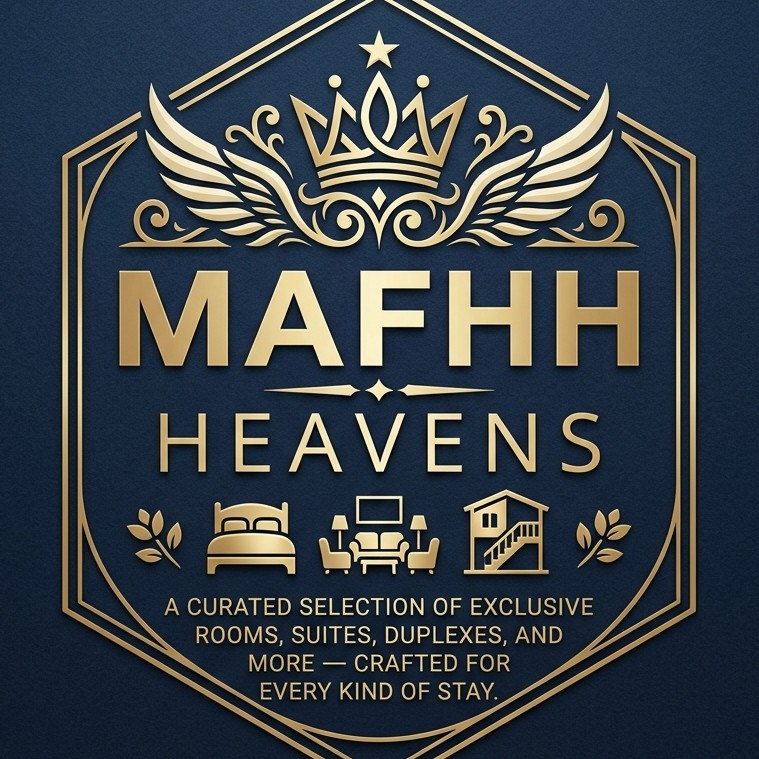 MAFHH
HEAVENS
A CURATED SELECTION OF EXCLUSIVE
ROOMS, SUITES, DUPLEXES, AND
MORE — CRAFTED FOR
EVERY KIND OF STAY.